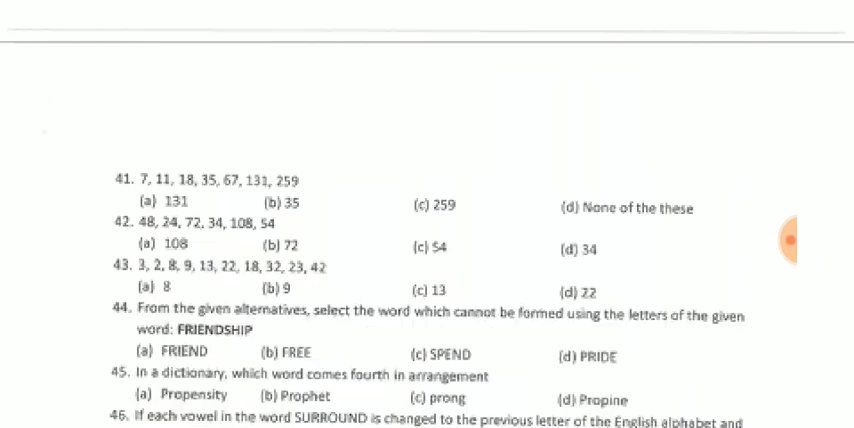 41. 7, 11, 18, 35, 67, 131, 259
(a) 131 (b) 35 (c) 259 (d) None of the these
42. 48, 24, 72, 34, 108, 54
(a) 108 (b) 72 (c) 54 (d) 34
43. 3, 2, 8, 9, 13, 22, 18, 32, 23, 42
(a) 8 (b) 9 (c) 13 (d) 22
44. From the given alternatives, select the word which cannot be formed using the letters of the given
word: FRIENDSHIP
(a) FRIEND (b) FREE (c) SPEND (d) PRIDE
45. In a dictionary, which word comes fourth in arrangement
(a) Propensity (b) Prophet (c) prong (d) Propine
46. If each vowel in the word SURROUND is changed to the previous letter of the English alphabet and